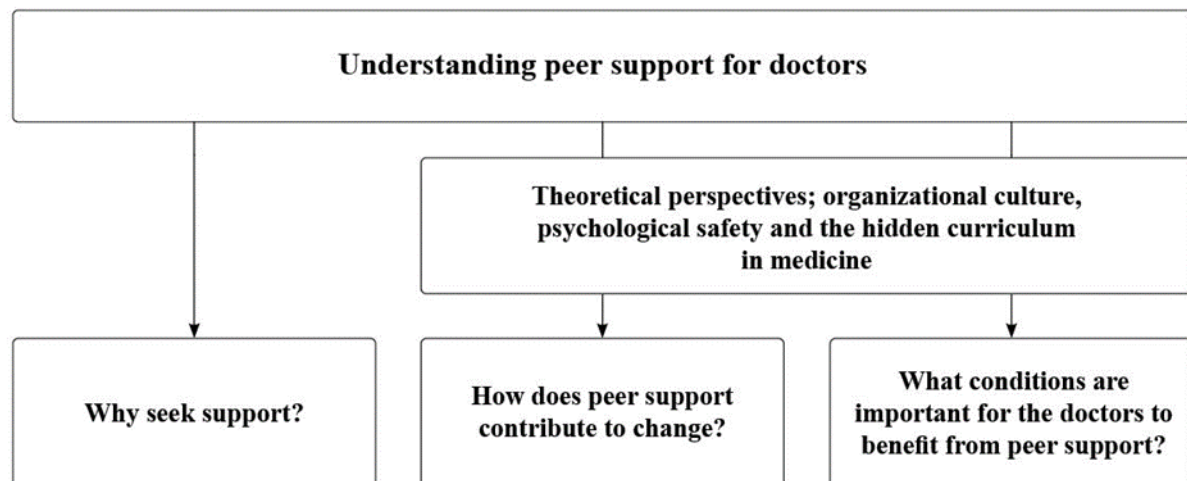 Understanding peer support for doctors
Theoretical perspectives; organizational culture,
psychological safety and the hidden curriculum
in medicine
Why seek support?
How does peer support
contribute to change?
What conditions are
important for the doctors to
benefit from peer support?